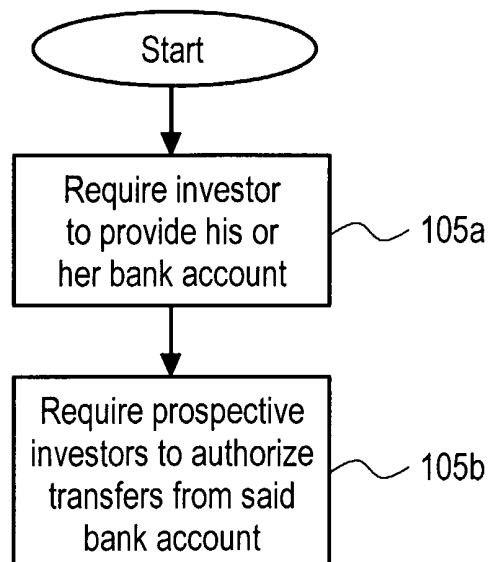 Start
Require investor
to provide his or
her bank account
105a
Require prospective
investors to authorize
transfers from said
bank account
105b